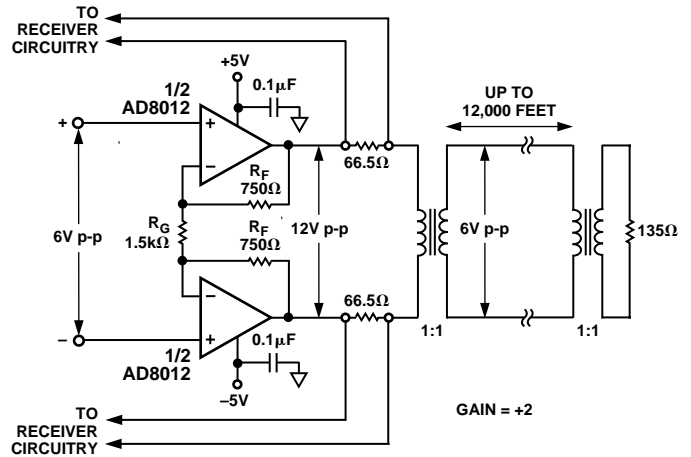 TO
RECEIVER
CIRCUITRY
+5V
1/2
AD8012
0.1µF
UP TO
12,000 FEET
+
+
–
66.5Ω
RF
750Ω
RG
1.5kΩ
6V p-p
12V p-p
6V p-p
135Ω
RF
750Ω
66.5Ω
–
–
+
1:1
1:1
1/2
AD8012
0.1µF
–5V
GAIN = +2
TO
RECEIVER
CIRCUITRY